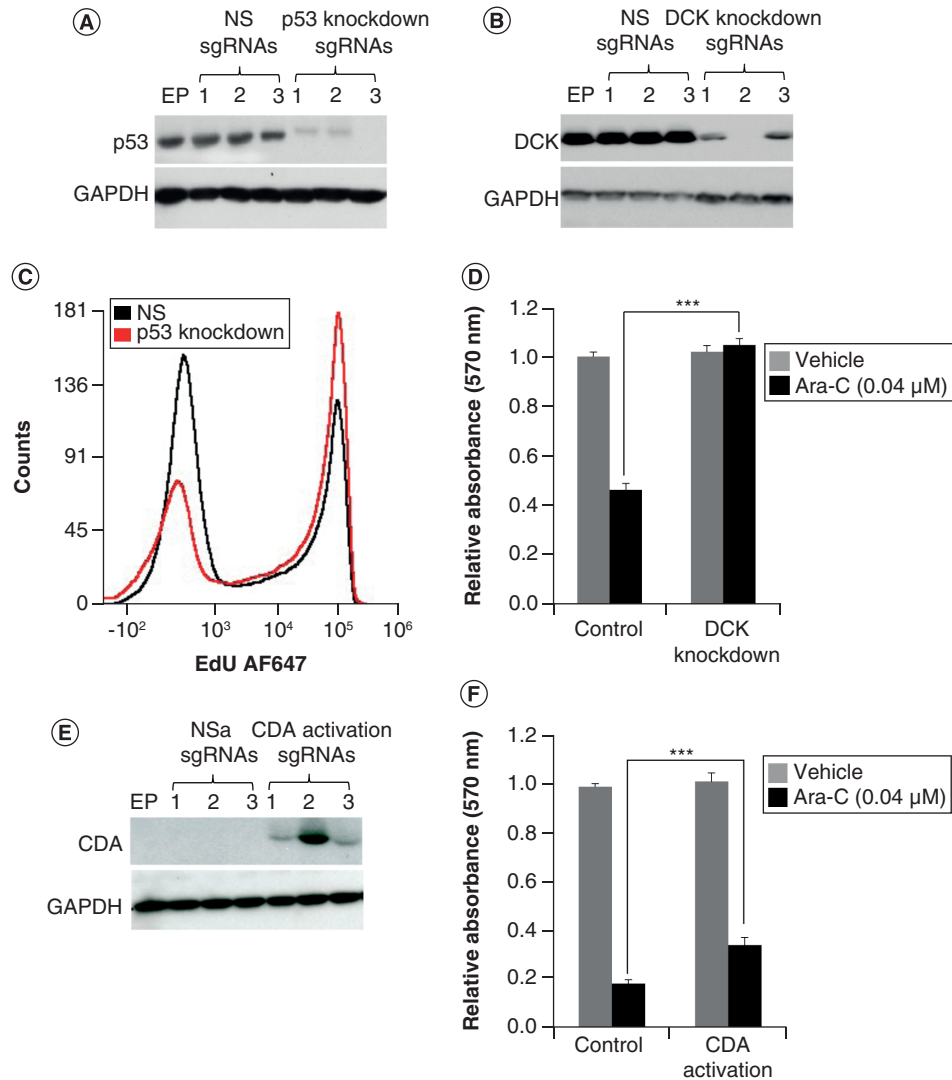 A
NS p53 knockdown
sgRNAs sgRNAs
EP 1 2 3 1 2 3
p53
GAPDH
B
NS DCK knockdown
sgRNAs sgRNAs
EP 1 2 3 1 2 3
DCK
GAPDH
C
181
136
91
45
0
Counts
NS
p53 knockdown
-10² 10³ 10⁴ 10⁵ 10⁶
EdU AF647
D
Relative absorbance (570 nm)
1.2
1.0
0.8
0.6
0.4
0.2
0.0
***
Vehicle
Ara-C (0.04 µM)
Control DCK
knockdown
E
NSa CDA activation
sgRNAs sgRNAs
EP 1 2 3 1 2 3
CDA
GAPDH
F
Relative absorbance (570 nm)
1.2
1.0
0.8
0.6
0.4
0.2
0.0
***
Vehicle
Ara-C (0.04 µM)
Control CDA
activation